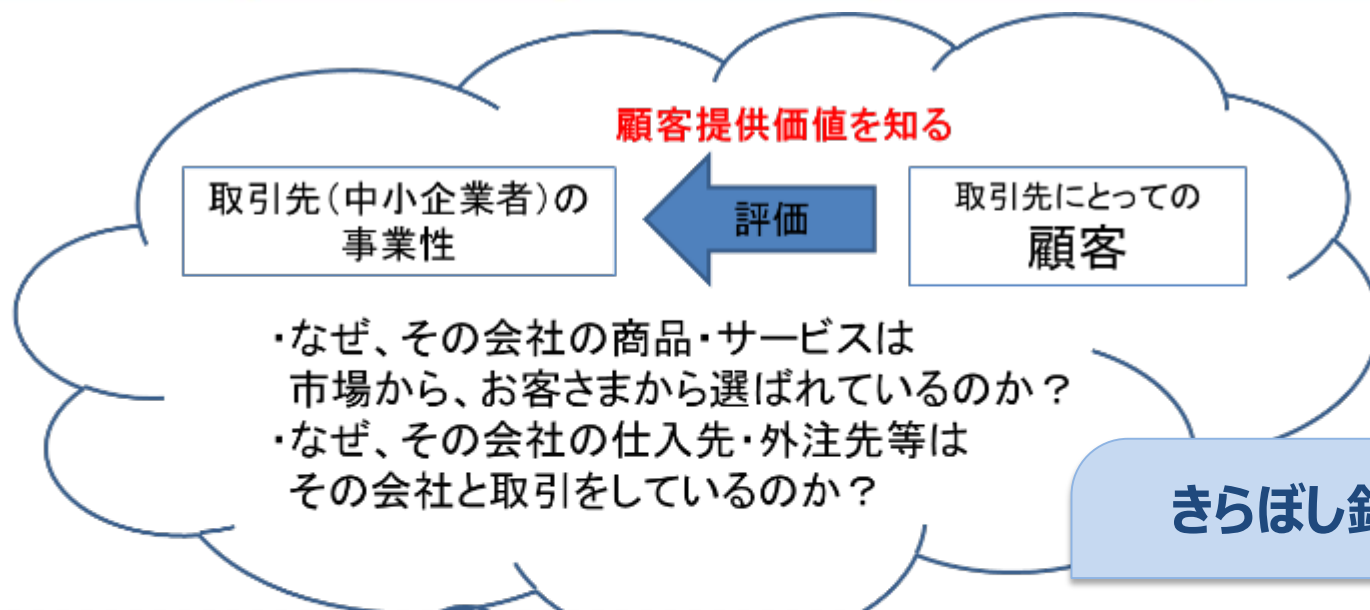 顧客提供価値を知る
取引先（中小企業者）の
事業性
評価
取引先にとっての
顧客
・なぜ、その会社の商品・サービスは
市場から、お客さまから選ばれているのか？
・なぜ、その会社の仕入先・外注先等は
その会社と取引をしているのか？
きらぼし